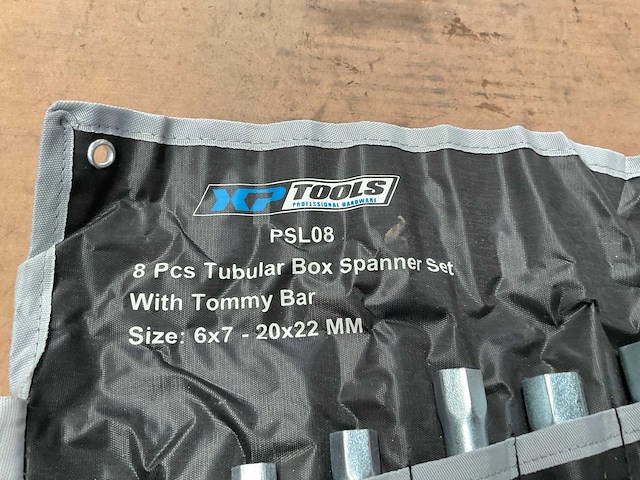 XP TOOLS
PROFESSIONAL HARDWARE
PSL08
8 Pcs Tubular Box Spanner Set
With Tommy Bar
Size: 6x7 - 20x22 MM